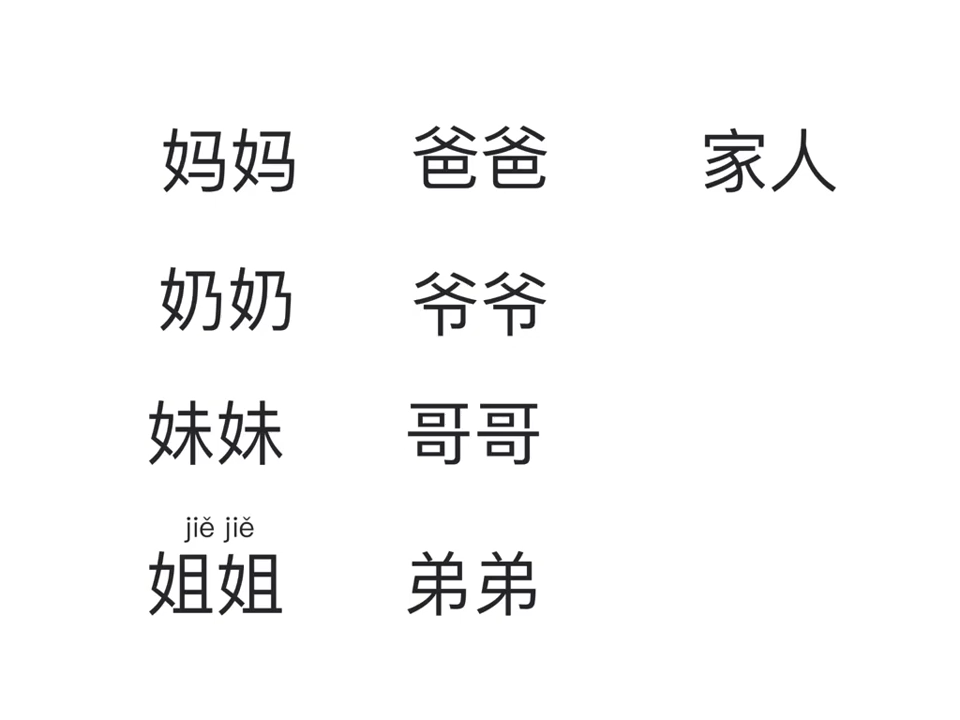 妈妈 爸爸 家人
奶奶 爷爷
妹妹 哥哥
jiě jiě
姐姐 弟弟